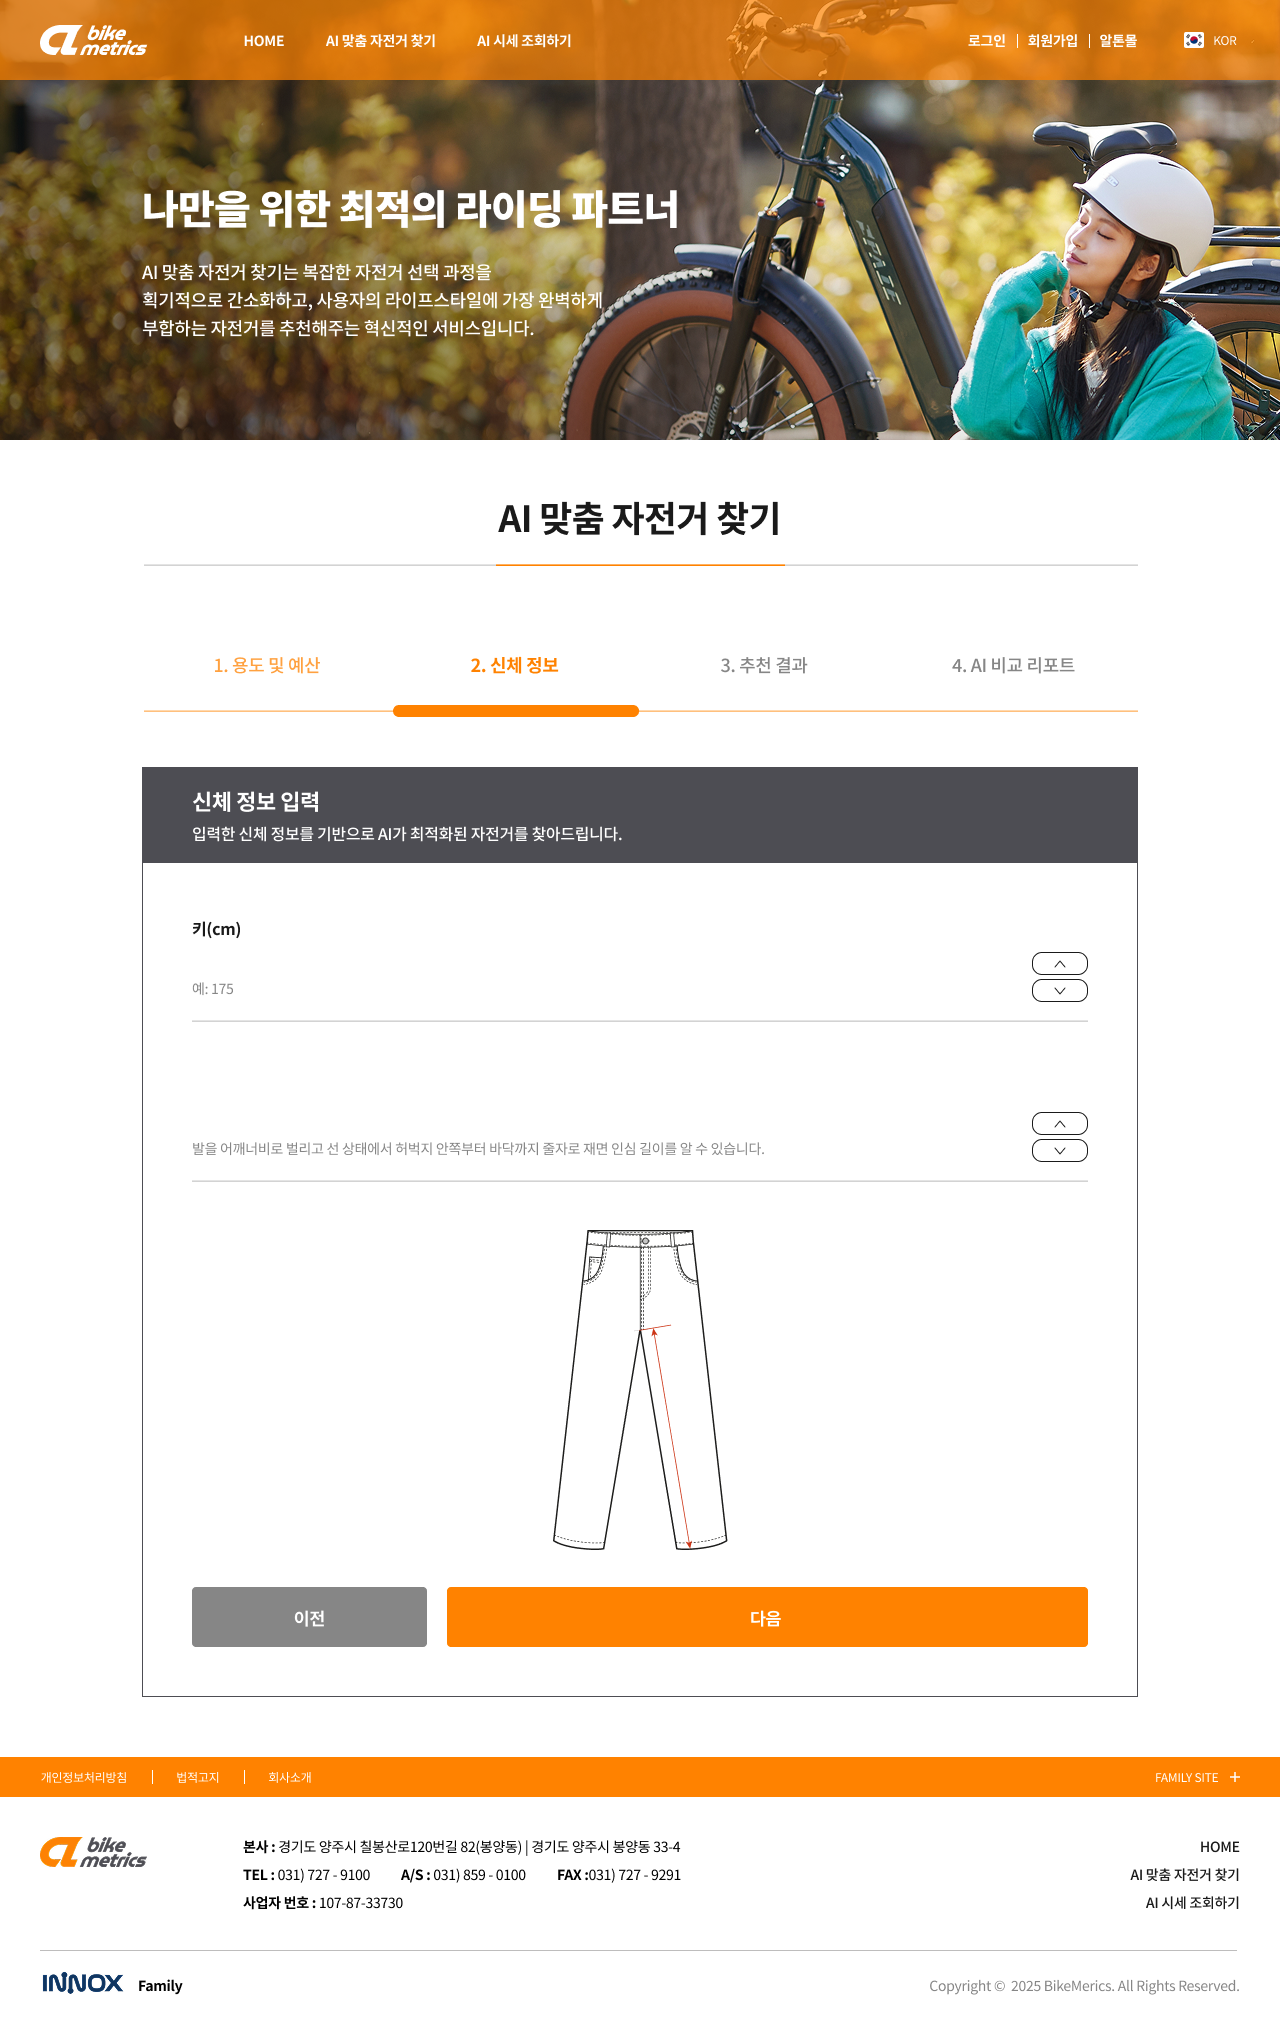 bike
metrics
HOME
AI 맞춤 자전거 찾기
AI 시세 조회하기
로그인
회원가입
알톤몰
KOR
나만을 위한 최적의 라이딩 파트너
AI 맞춤 자전거 찾기는 복잡한 자전거 선택 과정을
획기적으로 간소화하고, 사용자의 라이프스타일에 가장 완벽하게
부합하는 자전거를 추천해주는 혁신적인 서비스입니다.
AI 맞춤 자전거 찾기
1. 용도 및 예산
2. 신체 정보
3. 추천 결과
4. AI 비교 리포트
신체 정보 입력
입력한 신체 정보를 기반으로 AI가 최적화된 자전거를 찾아드립니다.
키(cm)
예: 175
발을 어깨너비로 벌리고 선 상태에서 허벅지 안쪽부터 바닥까지 줄자로 재면 인심 길이를 알 수 있습니다.
이전
다음
개인정보처리방침
법적고지
회사소개
FAMILY SITE
bike
metrics
본사 : 경기도 양주시 칠봉산로120번길 82(봉양동) | 경기도 양주시 봉양동 33-4
TEL : 031) 727 - 9100 A/S : 031) 859 - 0100 FAX :031) 727 - 9291
사업자 번호 : 107-87-33730
HOME
AI 맞춤 자전거 찾기
AI 시세 조회하기
INNOX Family
Copyright © 2025 BikeMerics. All Rights Reserved.